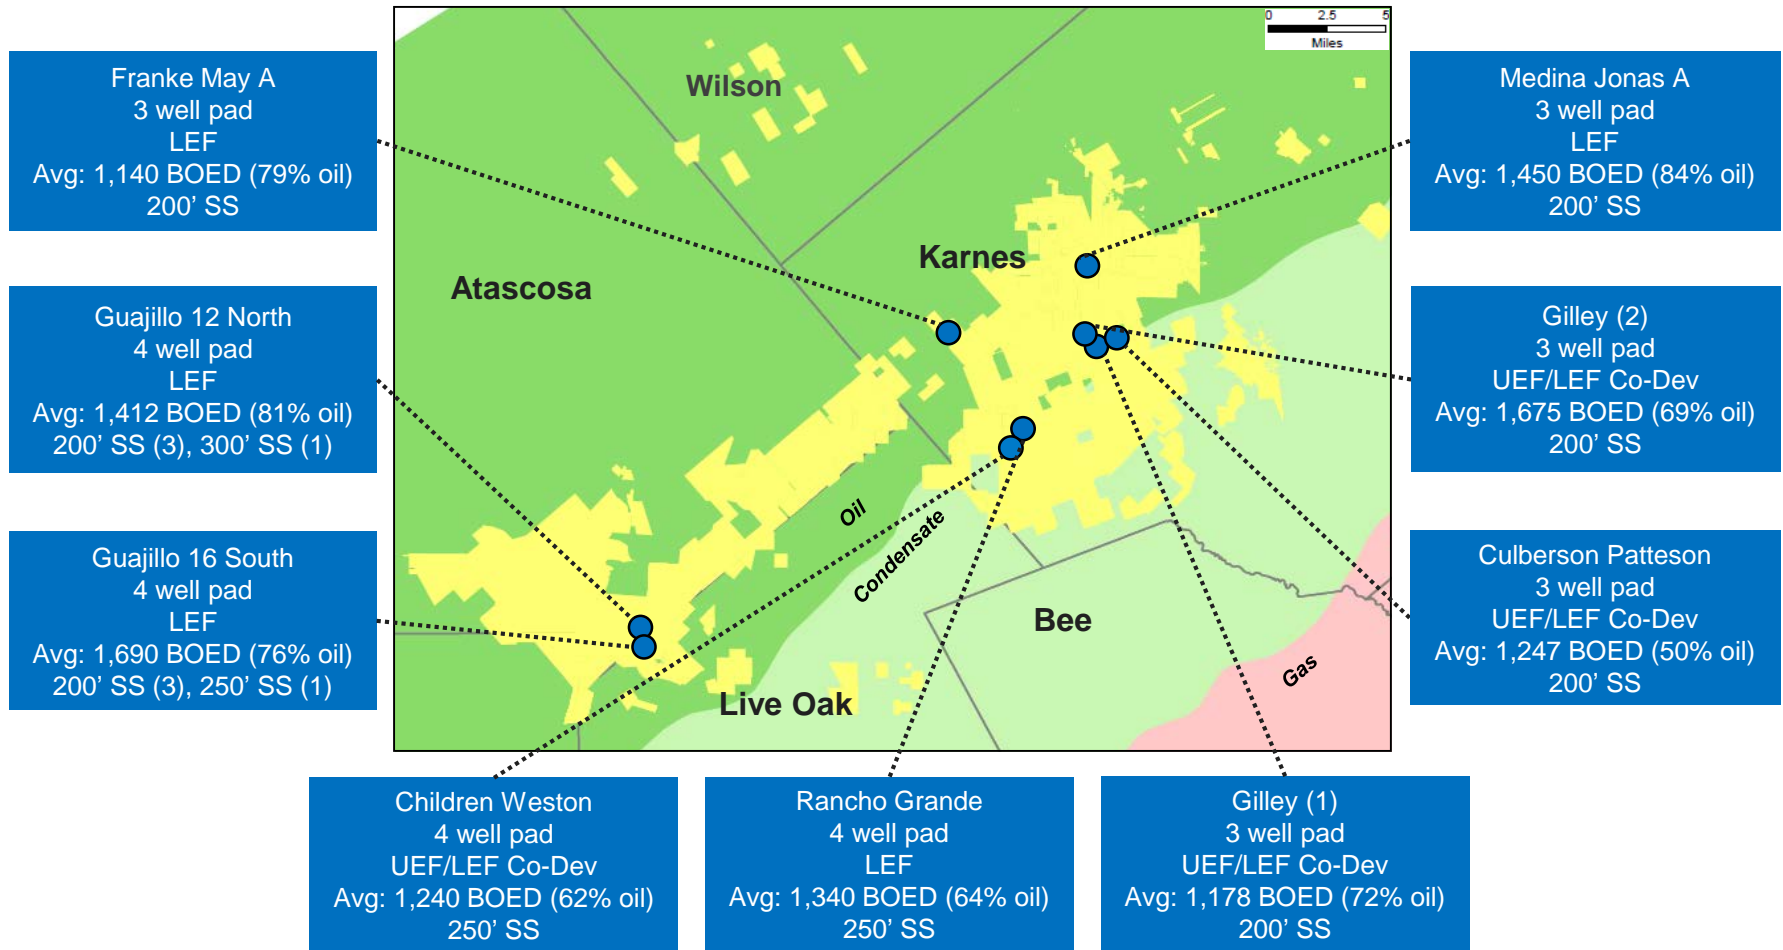 0 2.5 5
Miles
Franke May A
3 well pad
LEF
Avg: 1,140 BOED (79% oil)
200’ SS
Guajillo 12 North
4 well pad
LEF
Avg: 1,412 BOED (81% oil)
200’ SS (3), 300’ SS (1)
Guajillo 16 South
4 well pad
LEF
Avg: 1,690 BOED (76% oil)
200’ SS (3), 250’ SS (1)
Wilson
Karnes
Atascosa
Oil
Condensate
Bee
Gas
Live Oak
Medina Jonas A
3 well pad
LEF
Avg: 1,450 BOED (84% oil)
200’ SS
Gilley (2)
3 well pad
UEF/LEF Co-Dev
Avg: 1,675 BOED (69% oil)
200’ SS
Culberson Patteson
3 well pad
UEF/LEF Co-Dev
Avg: 1,247 BOED (50% oil)
200’ SS
Children Weston
4 well pad
UEF/LEF Co-Dev
Avg: 1,240 BOED (62% oil)
250’ SS
Rancho Grande
4 well pad
LEF
Avg: 1,340 BOED (64% oil)
250’ SS
Gilley (1)
3 well pad
UEF/LEF Co-Dev
Avg: 1,178 BOED (72% oil)
200’ SS